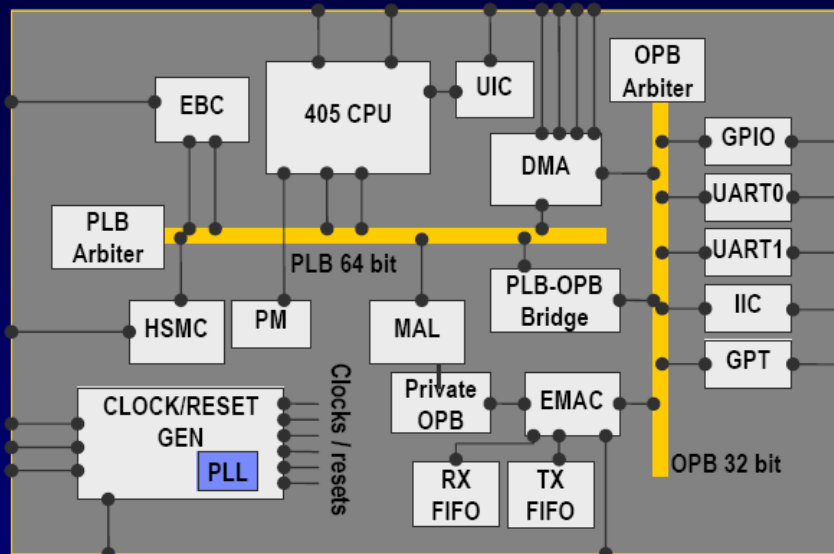 OPB
Arbiter
EBC
405 CPU
UIC
GPIO
DMA
UART0
PLB
Arbiter
UART1
PLB 64 bit
PLB-OPB
Bridge
IIC
HSMC
PM
MAL
GPT
Private
OPB
EMAC
CLOCK/RESET
GEN
PLL
Clocks / resets
RX
FIFO
TX
FIFO
OPB 32 bit